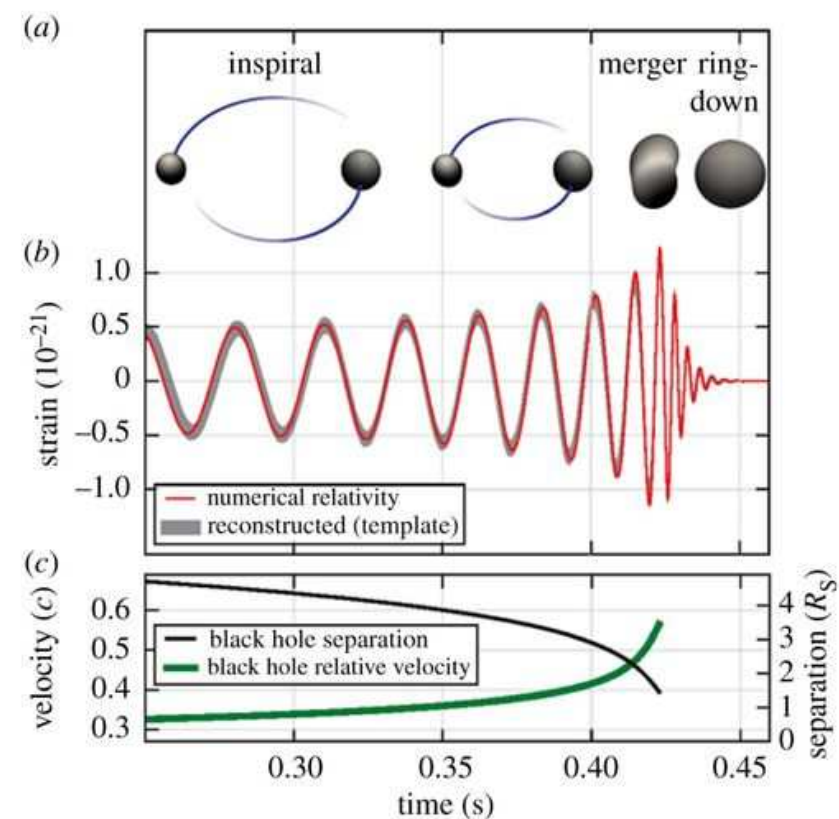 (a)
inspiral
merger ring-
down
(b)
1.0
0.5
0
−0.5
−1.0
strain (10⁻²¹)
numerical relativity
reconstructed (template)
(c)
0.6
0.5
0.4
0.3
velocity (c)
black hole separation
black hole relative velocity
4
3
2
1
0
separation (R_S)
0.30 0.35 0.40 0.45
time (s)